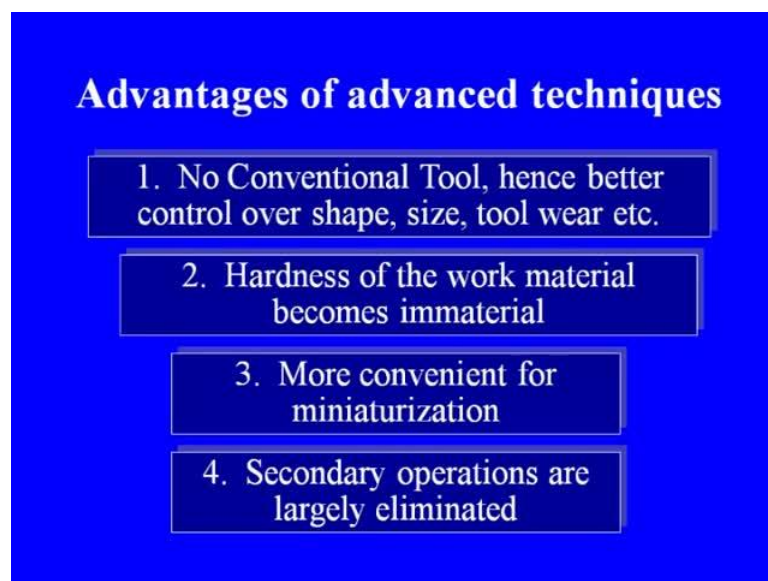 Advantages of advanced techniques
1. No Conventional Tool, hence better
control over shape, size, tool wear etc.
2. Hardness of the work material
becomes immaterial
3. More convenient for
miniaturization
4. Secondary operations are
largely eliminated